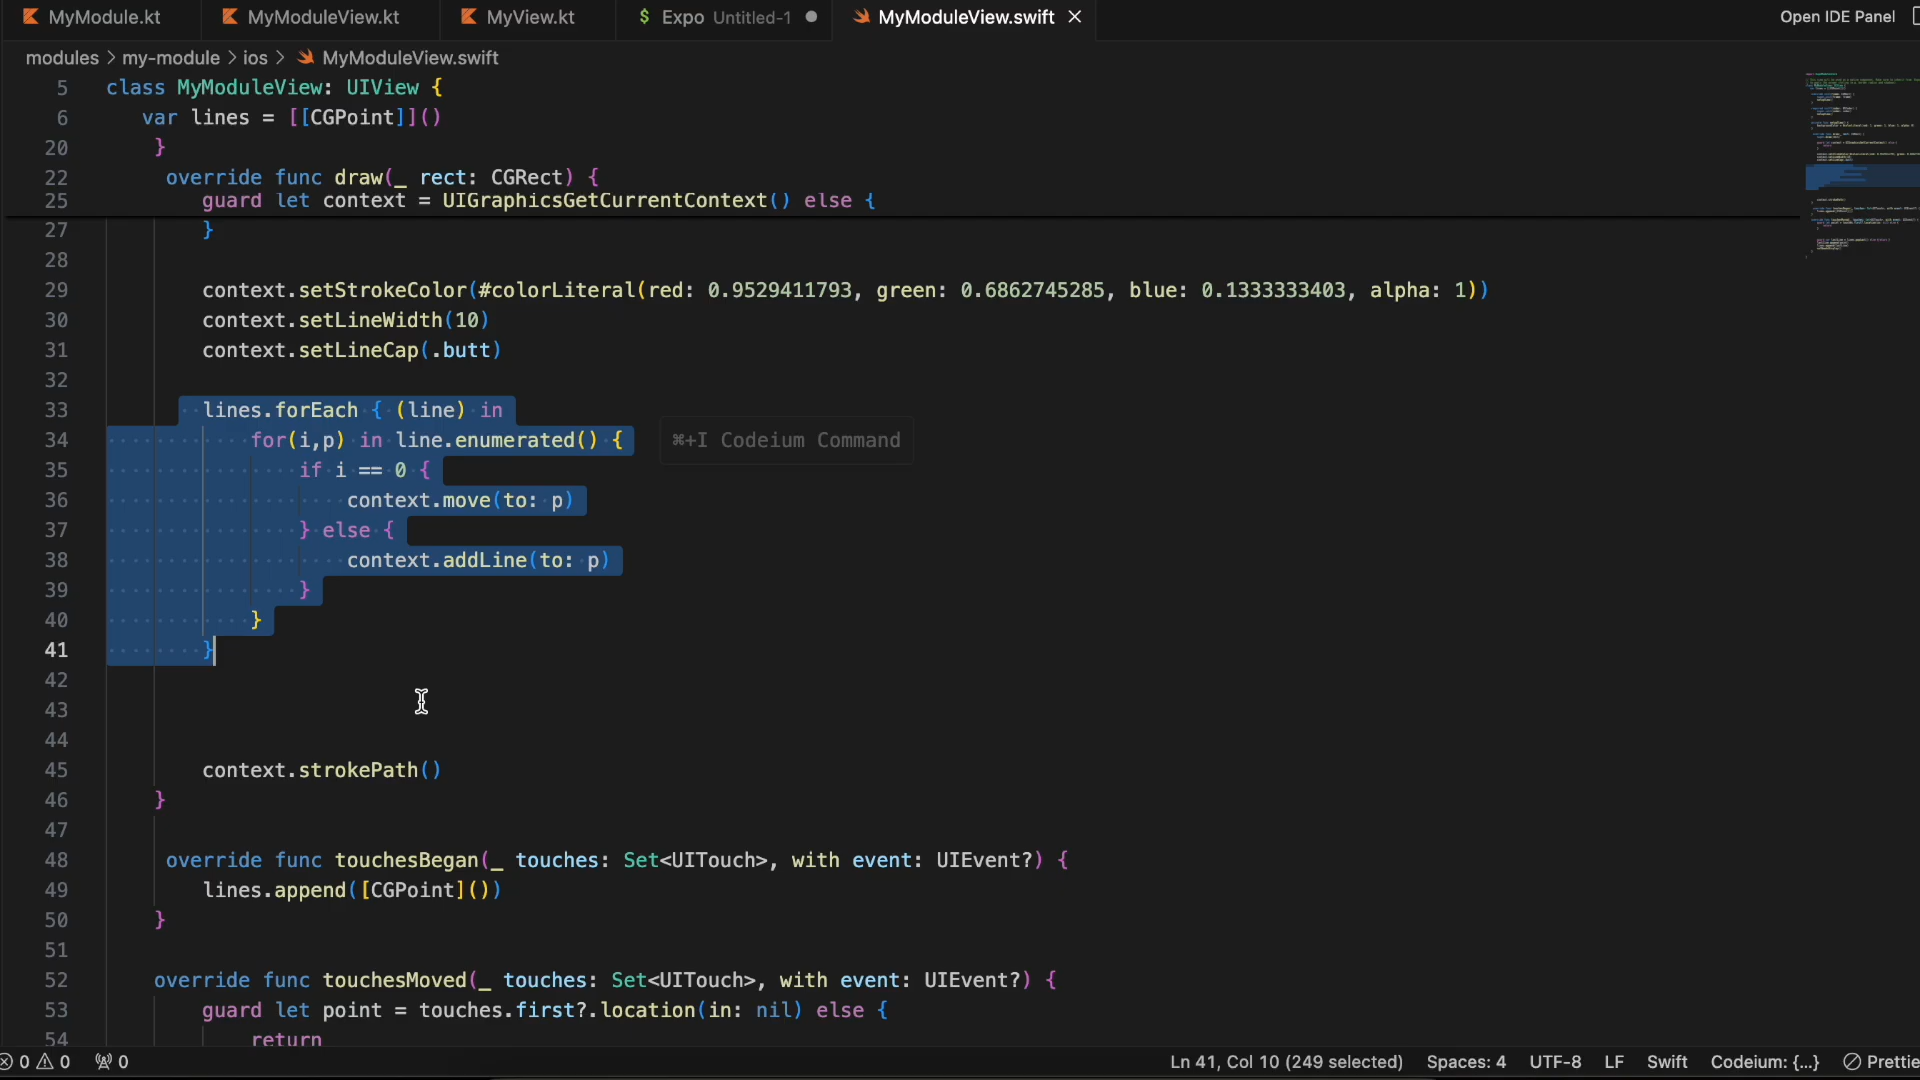 MyModule.kt MyModuleView.kt MyView.kt $ Expo Untitled-1 MyModuleView.swift Open IDE Panel
modules > my-module > ios > MyModuleView.swift
5 class MyModuleView: UIView {
6 var lines = [[CGPoint]]()
20 }
22 override func draw(_ rect: CGRect) {
25 guard let context = UIGraphicsGetCurrentContext() else {
27 }
28
29 context.setStrokeColor(#colorLiteral(red: 0.9529411793, green: 0.6862745285, blue: 0.1333333403, alpha: 1))
30 context.setLineWidth(10)
31 context.setLineCap(.butt)
32
33 lines.forEach { (line) in
34 for(i,p) in line.enumerated() { ⌘+I Codeium Command
35 if i == 0 {
36 context.move(to: p)
37 } else {
38 context.addLine(to: p)
39 }
40 }
41 }
42
43
44
45 context.strokePath()
46 }
47
48 override func touchesBegan(_ touches: Set<UITouch>, with event: UIEvent?) {
49 lines.append([CGPoint]())
50 }
51
52 override func touchesMoved(_ touches: Set<UITouch>, with event: UIEvent?) {
53 guard let point = touches.first?.location(in: nil) else {
54 return
0 0 0 Ln 41, Col 10 (249 selected) Spaces: 4 UTF-8 LF Swift Codeium: {...} Prettie